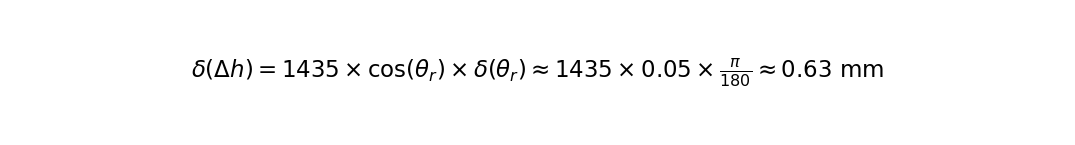 δ(Δh) = 1435 × cos(θ_r) × δ(θ_r) ≈ 1435 × 0.05 × π/180 ≈ 0.63 mm